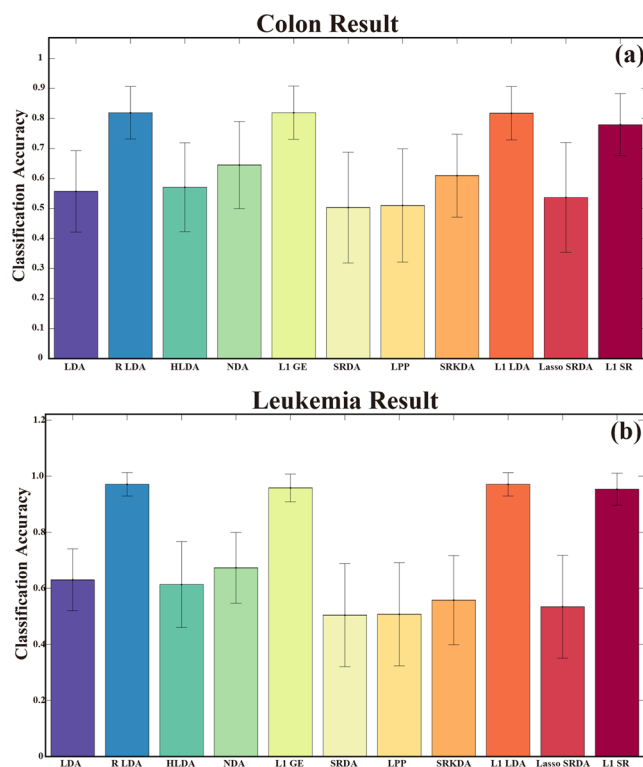 Colon Result
(a)
Classification Accuracy
1
0.9
0.8
0.7
0.6
0.5
0.4
0.3
0.2
0.1
0
LDA R LDA HLDA NDA L1 GE SRDA LPP SRKDA L1 LDA Lasso SRDA L1 SR
Leukemia Result
(b)
Classification Accuracy
1.2
1.0
0.8
0.6
0.4
0.2
0
LDA R LDA HLDA NDA L1 GE SRDA LPP SRKDA L1 LDA Lasso SRDA L1 SR